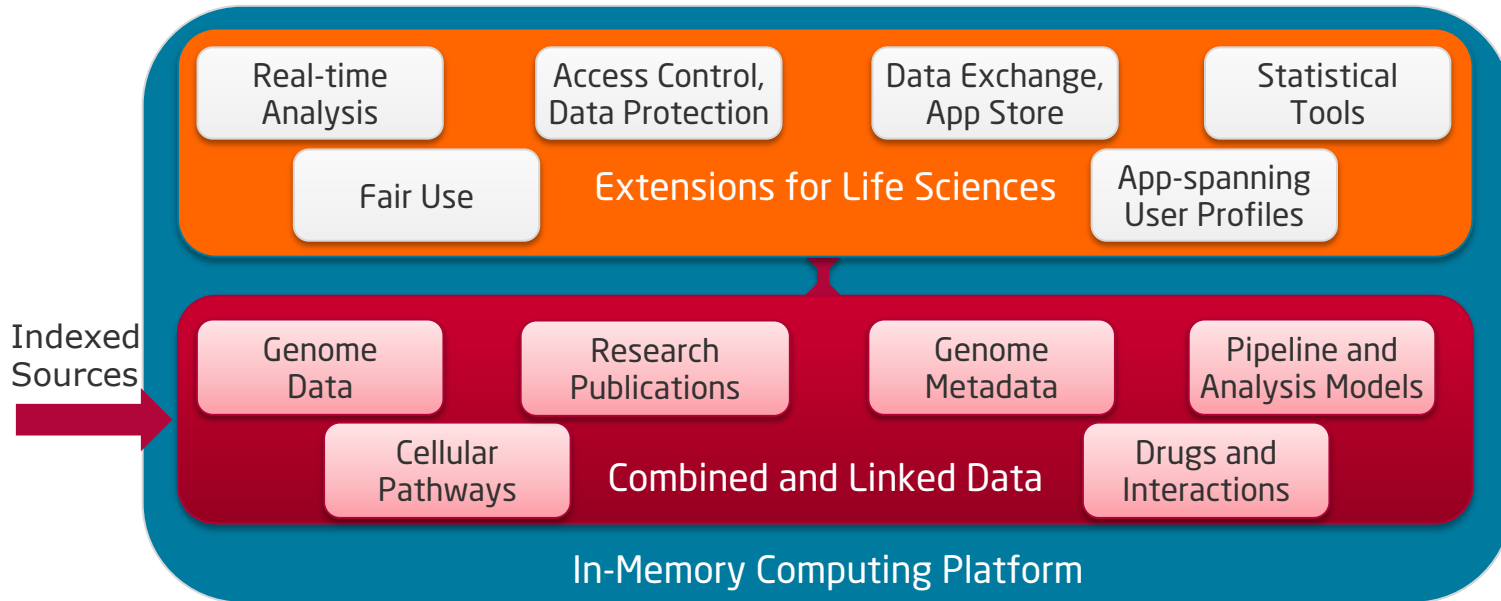 Real-time
Analysis
Access Control,
Data Protection
Data Exchange,
App Store
Statistical
Tools
Fair Use
Extensions for Life Sciences
App-spanning
User Profiles
Indexed
Sources
Genome
Data
Research
Publications
Genome
Metadata
Pipeline and
Analysis Models
Cellular
Pathways
Combined and Linked Data
Drugs and
Interactions
In-Memory Computing Platform